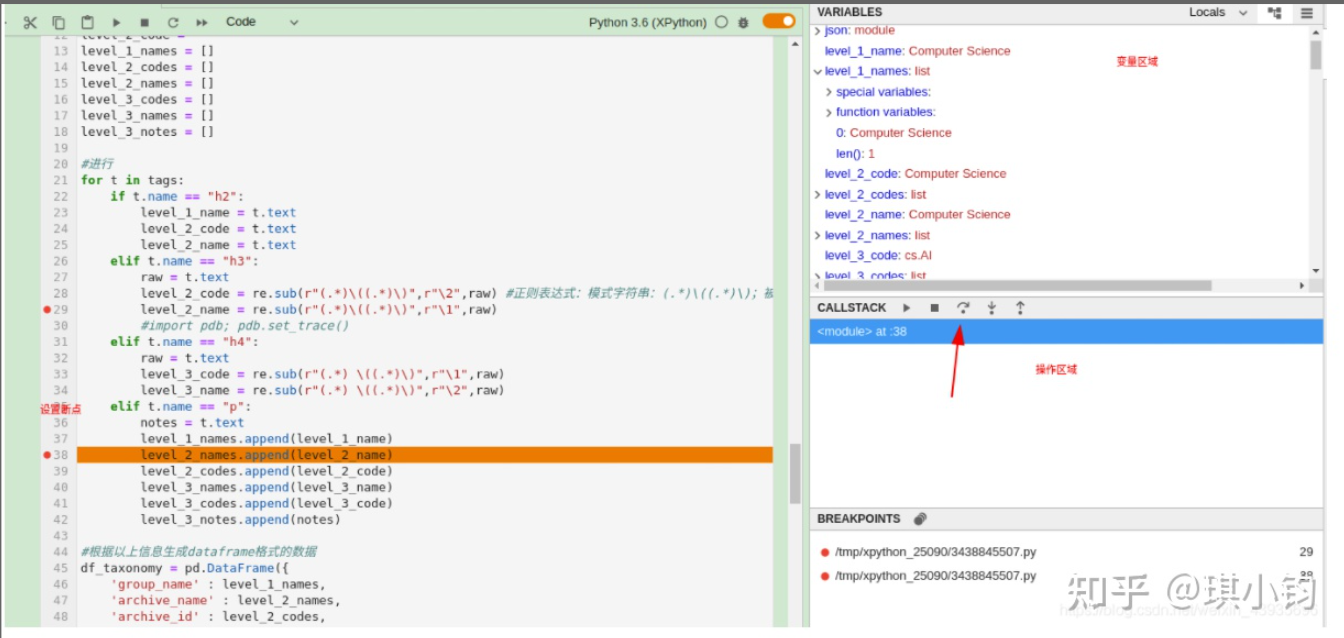 Code
Python 3.6 (XPython)
12 level_2_code =
13 level_1_names = []
14 level_2_codes = []
15 level_2_names = []
16 level_3_codes = []
17 level_3_names = []
18 level_3_notes = []
19
20 #进行
21 for t in tags:
22 if t.name == "h2":
23 level_1_name = t.text
24 level_2_code = t.text
25 level_2_name = t.text
26 elif t.name == "h3":
27 raw = t.text
28 level_2_code = re.sub(r"(.*)\((.*)\)",r"\2",raw) #正则表达式：模式字符串：(.*)\((.*)\)；被
29 level_2_name = re.sub(r"(.*)\((.*)\)",r"\1",raw)
30 #import pdb; pdb.set_trace()
31 elif t.name == "h4":
32 raw = t.text
33 level_3_code = re.sub(r"(.*) \((.*)\)",r"\1",raw)
34 level_3_name = re.sub(r"(.*) \((.*)\)",r"\2",raw)
设置断点
elif t.name == "p":
36 notes = t.text
37 level_1_names.append(level_1_name)
38 level_2_names.append(level_2_name)
39 level_2_codes.append(level_2_code)
40 level_3_names.append(level_3_name)
41 level_3_codes.append(level_3_code)
42 level_3_notes.append(notes)
43
44 #根据以上信息生成dataframe格式的数据
45 df_taxonomy = pd.DataFrame({
46 'group_name' : level_1_names,
47 'archive_name' : level_2_names,
48 'archive_id' : level_2_codes,
VARIABLES
Locals
json: module
level_1_name: Computer Science
变量区域
level_1_names: list
special variables:
function variables:
0: Computer Science
len(): 1
level_2_code: Computer Science
level_2_codes: list
level_2_name: Computer Science
level_2_names: list
level_3_code: cs.AI
level_3_codes: list
CALLSTACK
<module> at :38
操作区域
BREAKPOINTS
/tmp/xpython_25090/3438845507.py 29
/tmp/xpython_25090/3438845507.py 38
知乎 @琪小钧